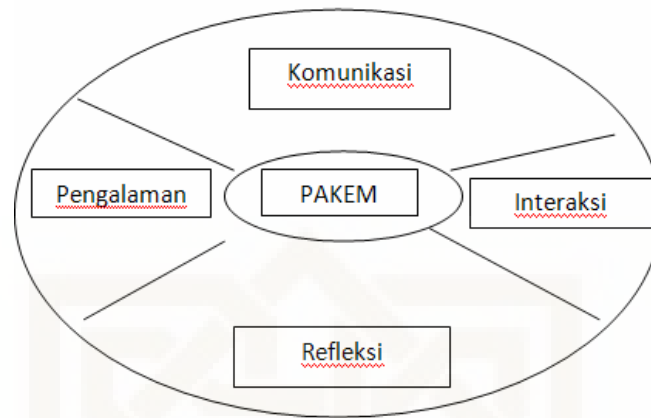 Komunikasi
Pengalaman
PAKEM
Interaksi
Refleksi